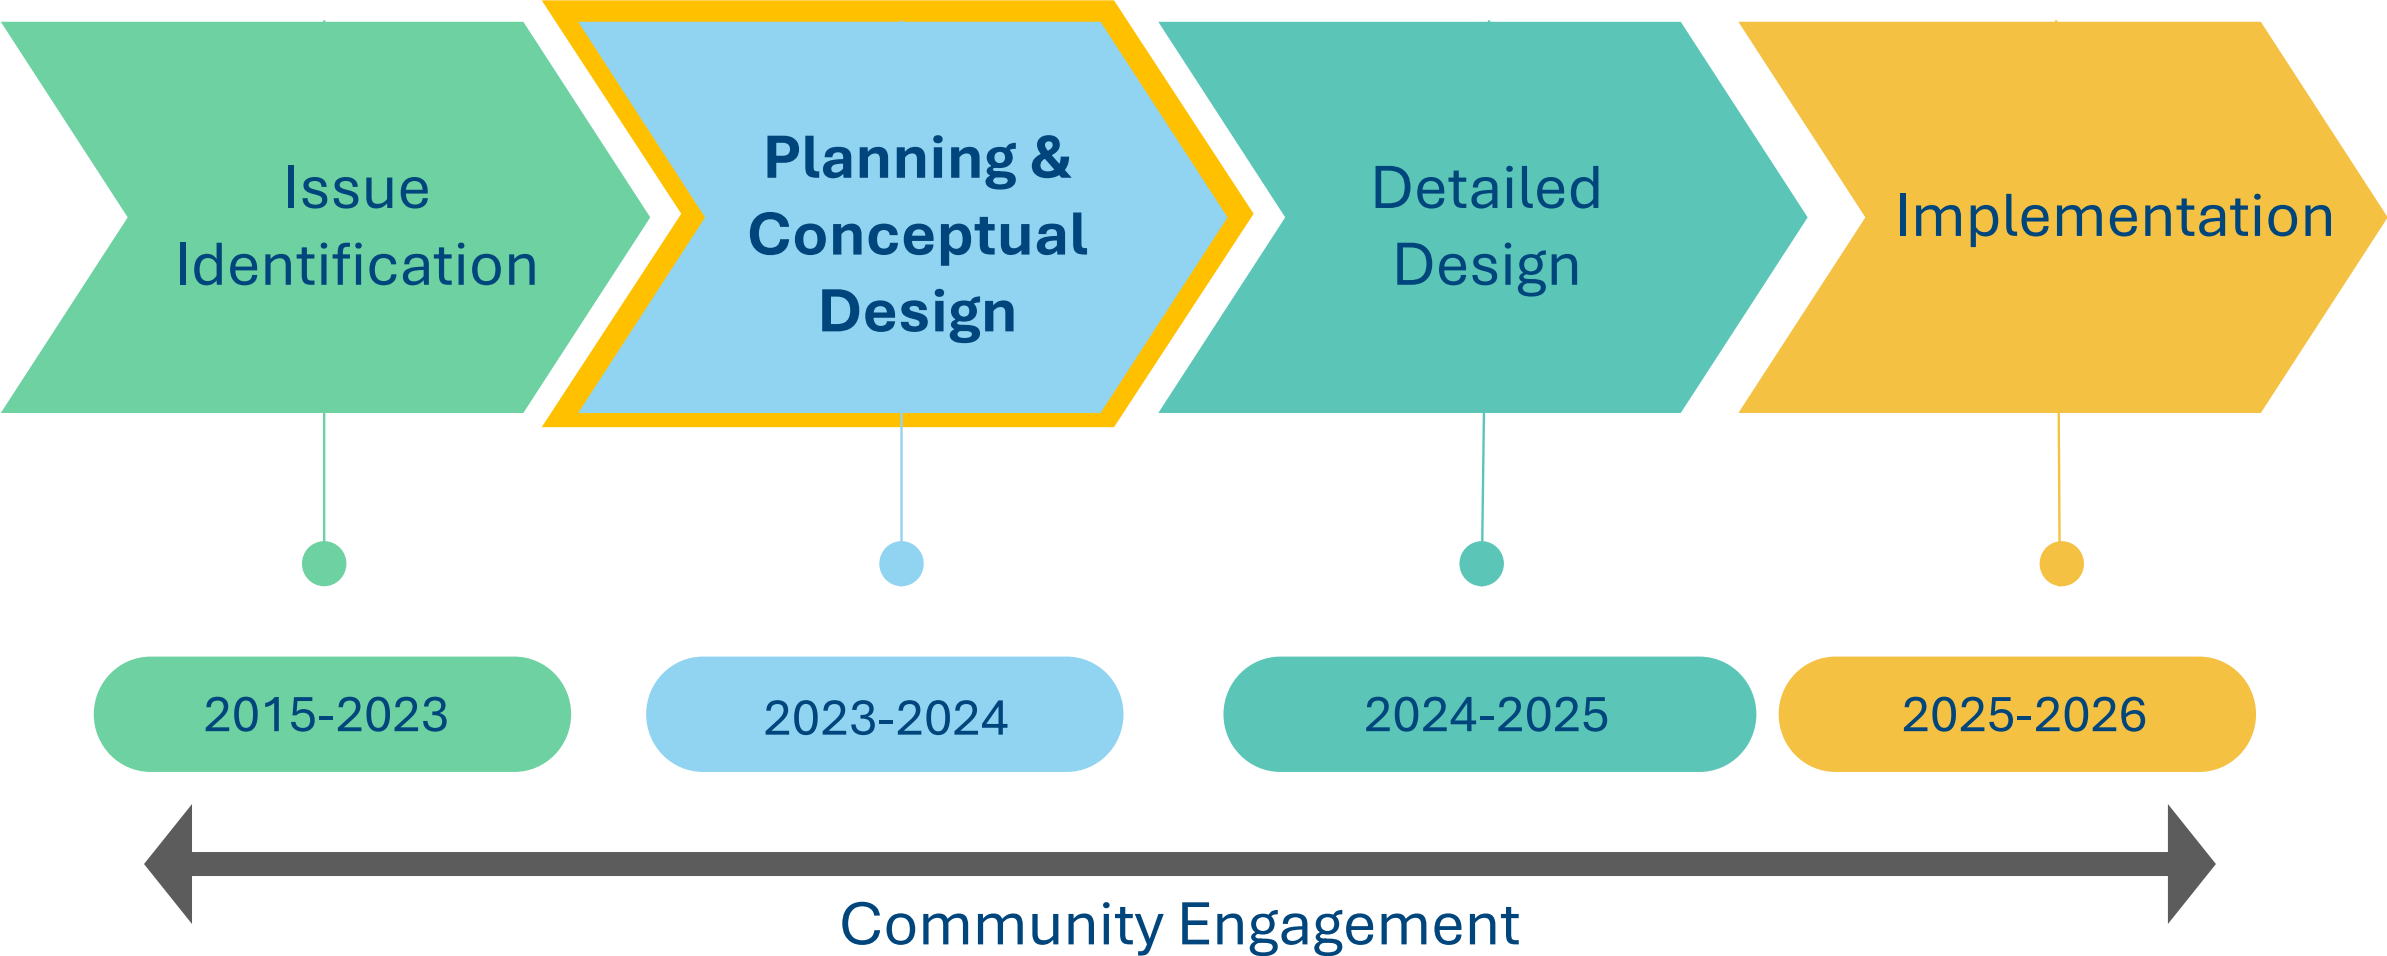 Issue
Identification
Planning &
Conceptual
Design
Detailed
Design
Implementation
2015-2023
2023-2024
2024-2025
2025-2026
Community Engagement